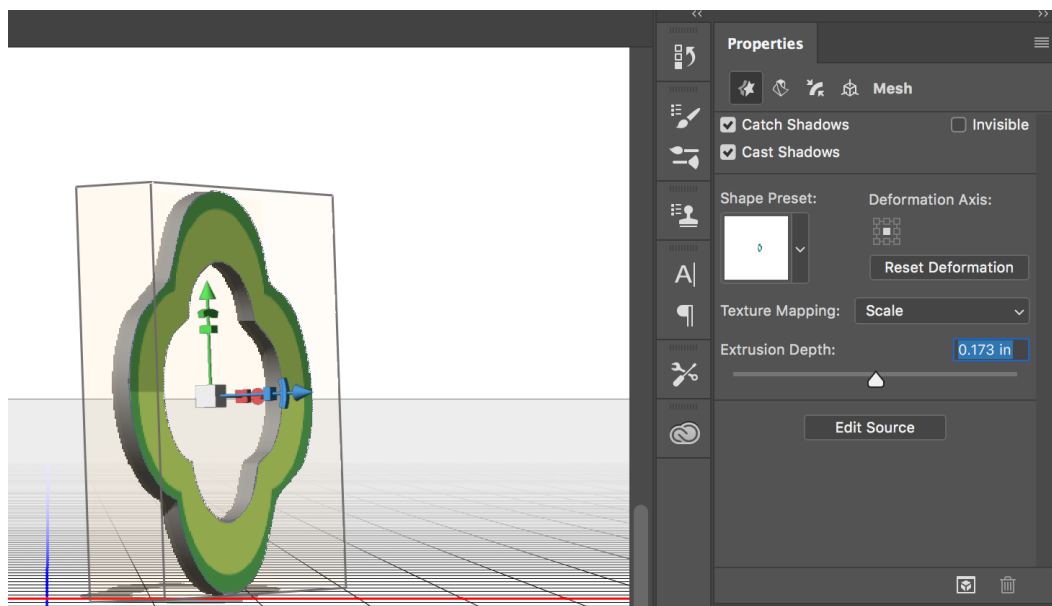 Properties
Mesh
Catch Shadows
Invisible
Cast Shadows
Shape Preset:
Deformation Axis:
Reset Deformation
Texture Mapping:
Scale
Extrusion Depth:
0.173 in
Edit Source